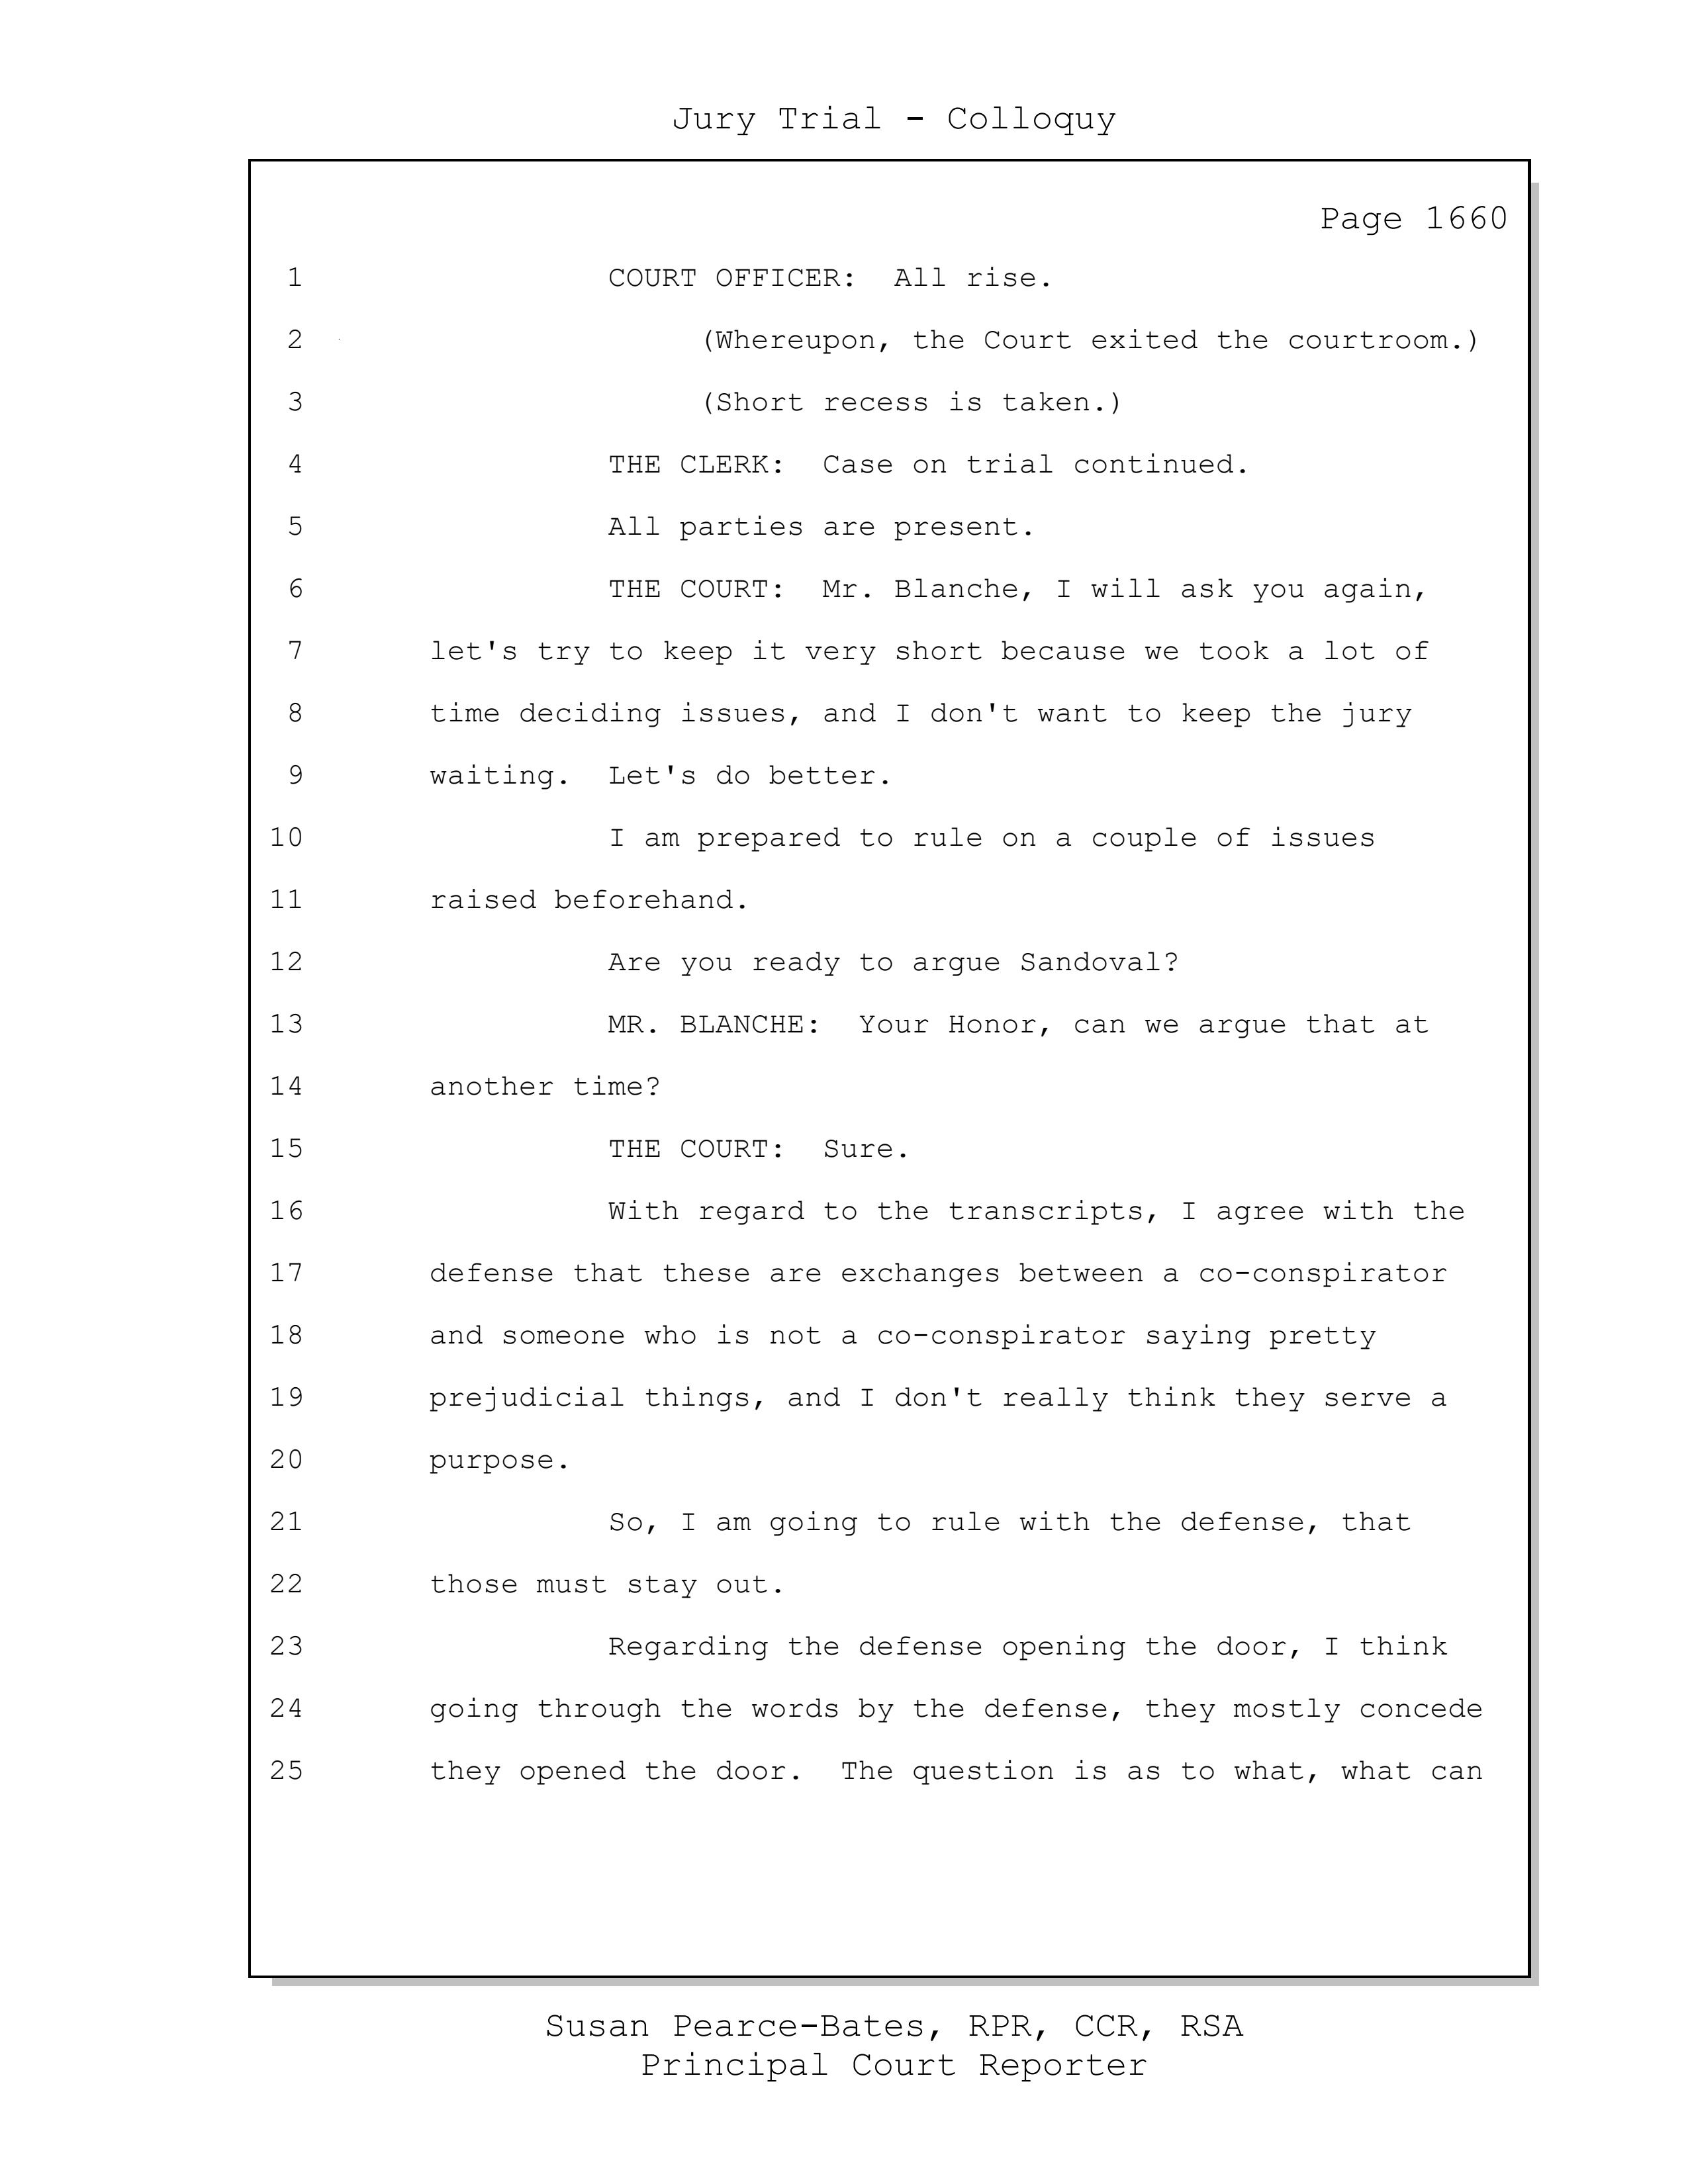 Jury Trial - Colloquy
Page 1660
1 COURT OFFICER: All rise.
2 (Whereupon, the Court exited the courtroom.)
3 (Short recess is taken.)
4 THE CLERK: Case on trial continued.
5 All parties are present.
6 THE COURT: Mr. Blanche, I will ask you again,
7 let's try to keep it very short because we took a lot of
8 time deciding issues, and I don't want to keep the jury
9 waiting. Let's do better.
10 I am prepared to rule on a couple of issues
11 raised beforehand.
12 Are you ready to argue Sandoval?
13 MR. BLANCHE: Your Honor, can we argue that at
14 another time?
15 THE COURT: Sure.
16 With regard to the transcripts, I agree with the
17 defense that these are exchanges between a co-conspirator
18 and someone who is not a co-conspirator saying pretty
19 prejudicial things, and I don't really think they serve a
20 purpose.
21 So, I am going to rule with the defense, that
22 those must stay out.
23 Regarding the defense opening the door, I think
24 going through the words by the defense, they mostly concede
25 they opened the door. The question is as to what, what can
Susan Pearce-Bates, RPR, CCR, RSA
Principal Court Reporter